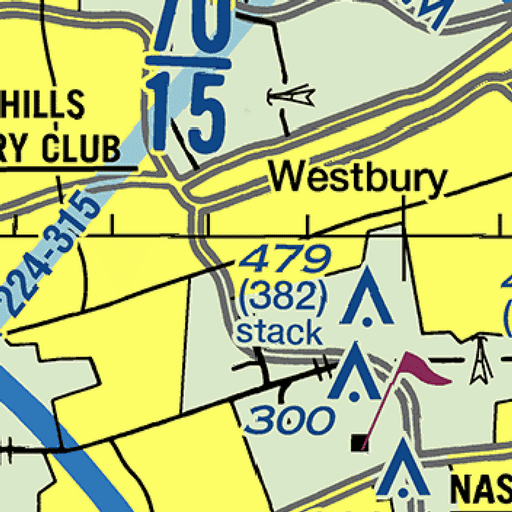 70
M
15
HILLS
RY CLUB
Westbury
224-315
479
(382)
stack
300
NAS